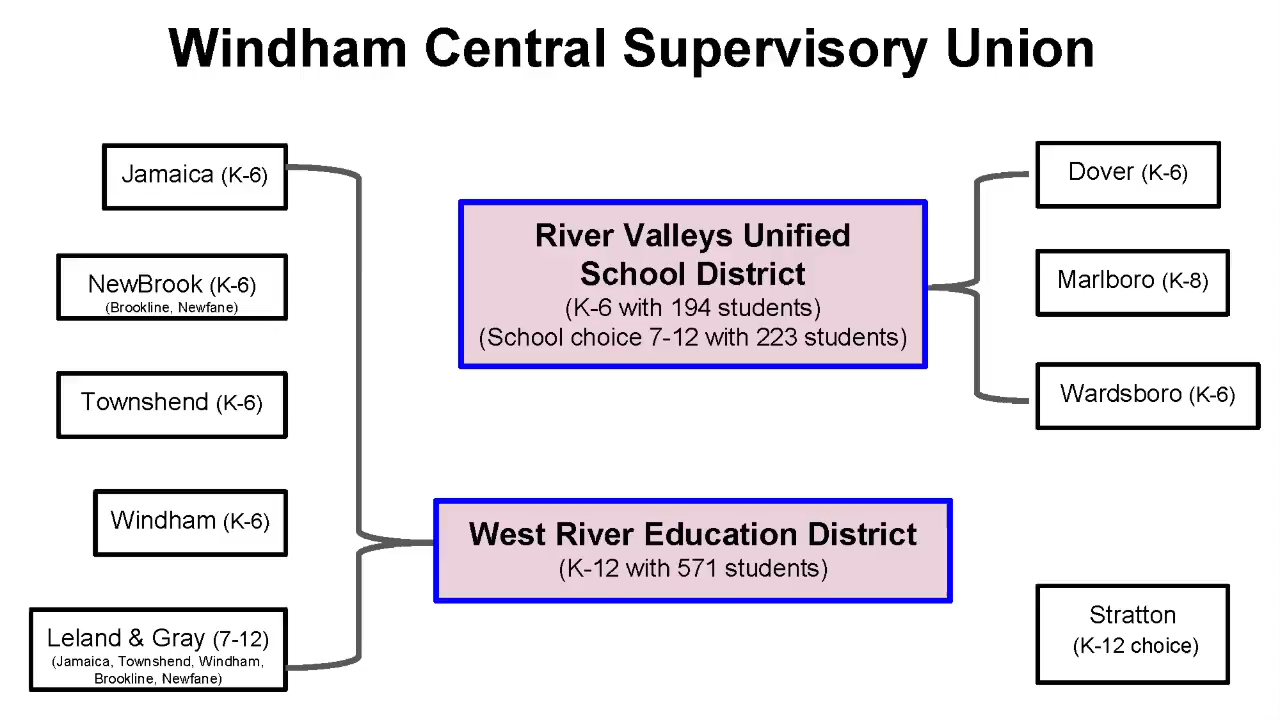 Windham Central Supervisory Union
Jamaica (K-6)
NewBrook (K-6)
(Brookline, Newfane)
Townshend (K-6)
Windham (K-6)
Leland & Gray (7-12)
(Jamaica, Townshend, Windham,
Brookline, Newfane)
River Valleys Unified
School District
(K-6 with 194 students)
(School choice 7-12 with 223 students)
West River Education District
(K-12 with 571 students)
Dover (K-6)
Marlboro (K-8)
Wardsboro (K-6)
Stratton
(K-12 choice)